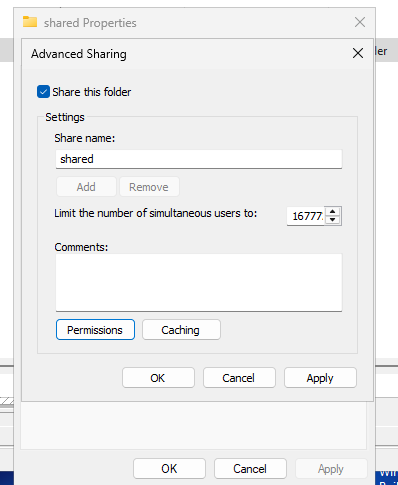 shared Properties
Advanced Sharing
Share this folder
Settings
Share name:
shared
Add
Remove
Limit the number of simultaneous users to:
16777
Comments:
Permissions
Caching
OK
Cancel
Apply
OK
Cancel
Apply